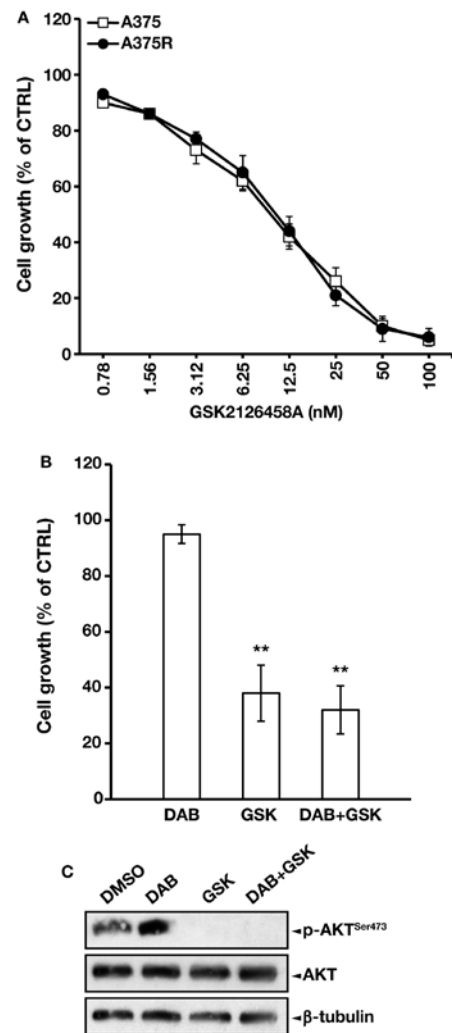 A
A375
A375R
Cell growth (% of CTRL)
120
100
80
60
40
20
0
0.78
1.56
3.12
6.25
12.5
25
50
100
GSK2126458A (nM)
B
Cell growth (% of CTRL)
120
100
80
60
40
20
0
**
**
DAB
GSK
DAB+GSK
C
DMSO
DAB
GSK
DAB+GSK
p-AKTSer473
AKT
β-tubulin